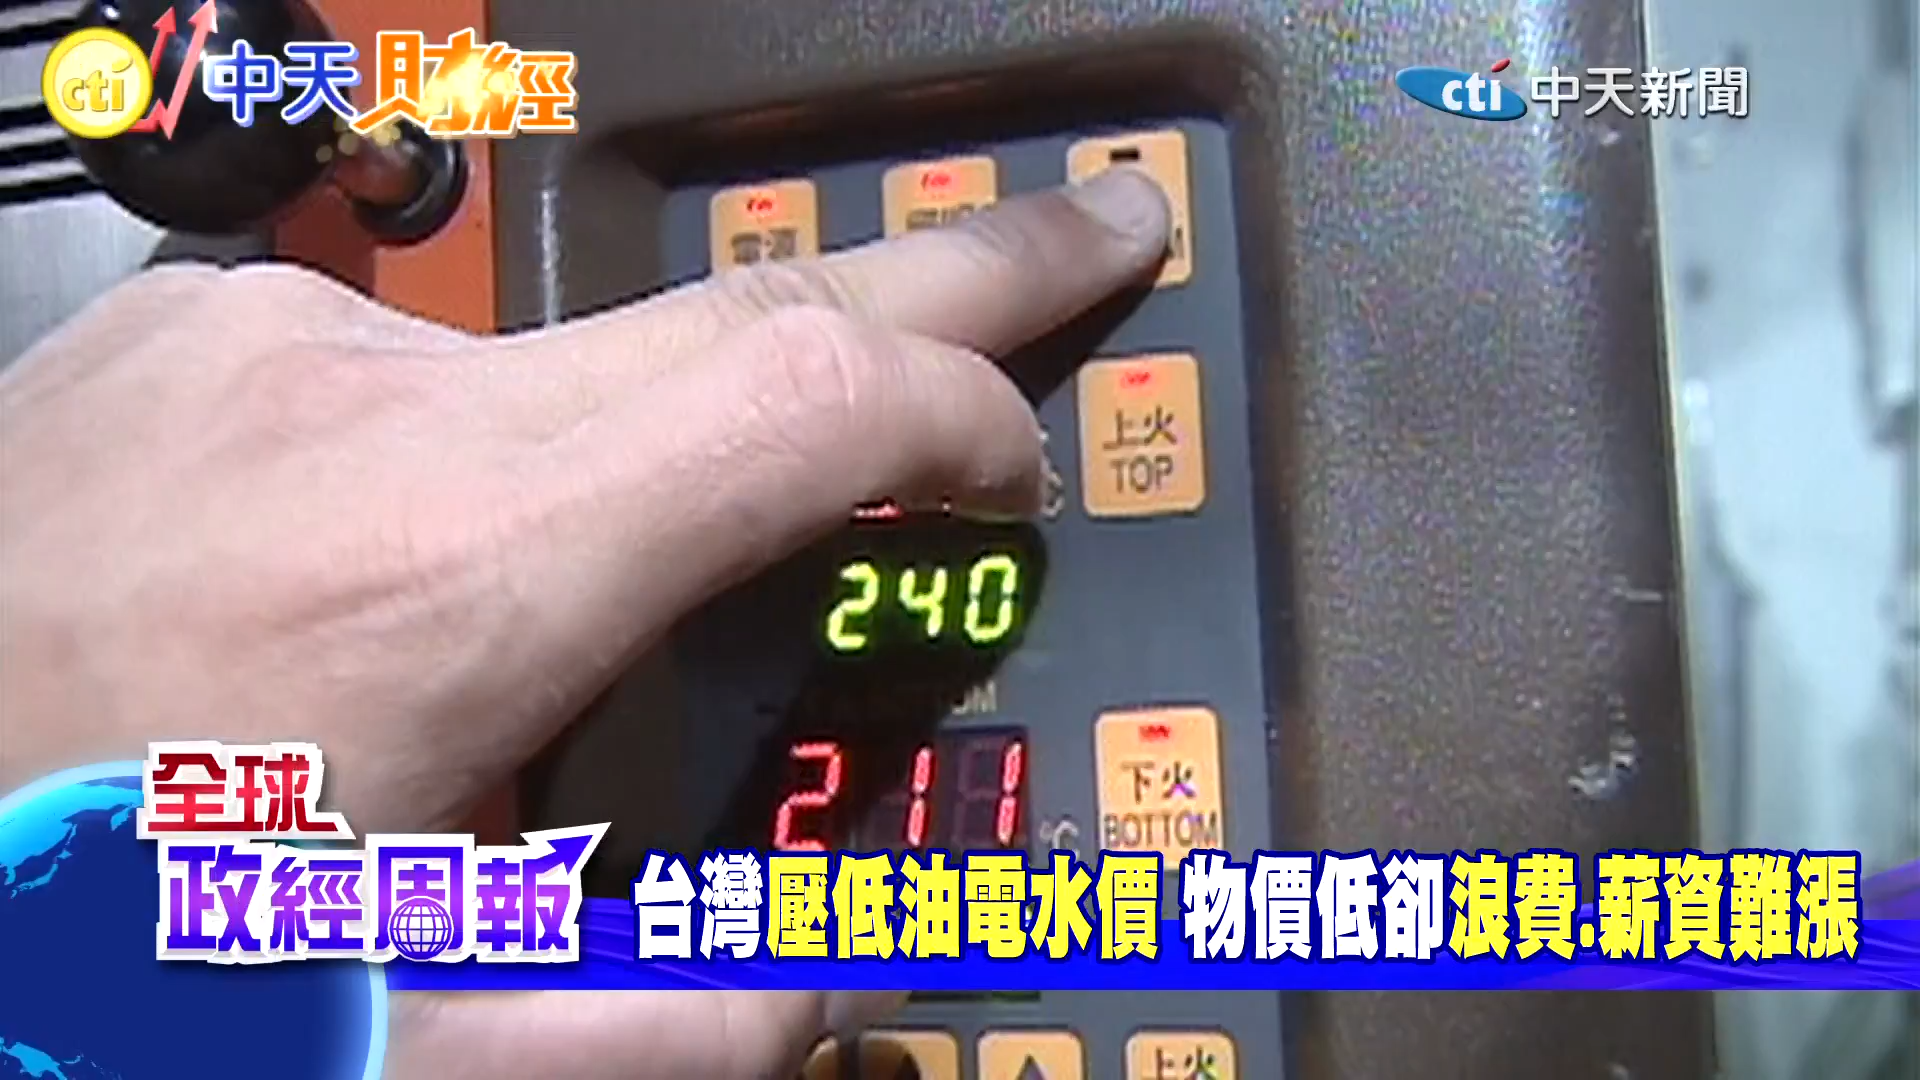 cti 中天財經
cti 中天新聞
電源
上火
TOP
240
211
℃
下火
BOTTOM
全球
政經周報
台灣壓低油電水價 物價低卻浪費.薪資難漲
上火